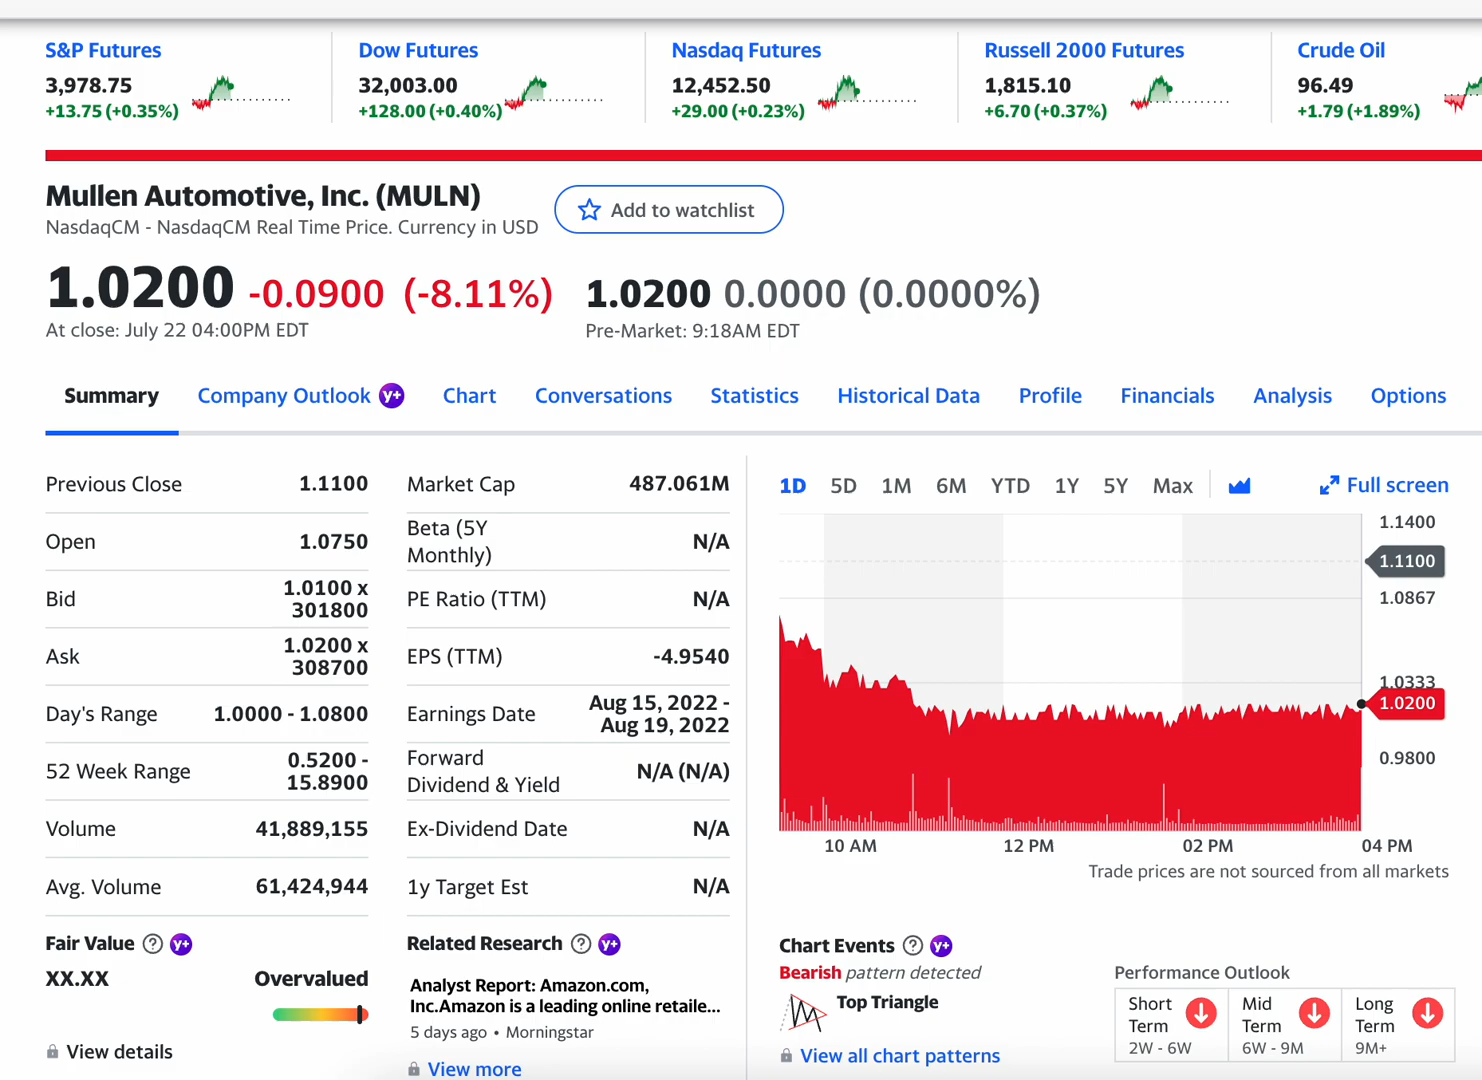 S&P Futures
3,978.75
+13.75 (+0.35%)
Dow Futures
32,003.00
+128.00 (+0.40%)
Nasdaq Futures
12,452.50
+29.00 (+0.23%)
Russell 2000 Futures
1,815.10
+6.70 (+0.37%)
Crude Oil
96.49
+1.79 (+1.89%)
Mullen Automotive, Inc. (MULN)
NasdaqCM - NasdaqCM Real Time Price. Currency in USD
Add to watchlist
1.0200 -0.0900 (-8.11%)
At close: July 22 04:00PM EDT
1.0200 0.0000 (0.0000%)
Pre-Market: 9:18AM EDT
Summary
Company Outlook y+
Chart
Conversations
Statistics
Historical Data
Profile
Financials
Analysis
Options
Previous Close 1.1100
Open 1.0750
Bid 1.0100 x
301800
Ask 1.0200 x
308700
Day's Range 1.0000 - 1.0800
52 Week Range 0.5200 -
15.8900
Volume 41,889,155
Avg. Volume 61,424,944
Market Cap 487.061M
Beta (5Y
Monthly) N/A
PE Ratio (TTM) N/A
EPS (TTM) -4.9540
Earnings Date Aug 15, 2022 -
Aug 19, 2022
Forward
Dividend & Yield N/A (N/A)
Ex-Dividend Date N/A
1y Target Est N/A
1D 5D 1M 6M YTD 1Y 5Y Max
Full screen
1.1400
1.1100
1.0867
1.0333
1.0200
0.9800
10 AM 12 PM 02 PM 04 PM
Trade prices are not sourced from all markets
Fair Value ? y+
XX.XX Overvalued
View details
Related Research ? y+
Analyst Report: Amazon.com,
Inc.Amazon is a leading online retaile...
5 days ago • Morningstar
View more
Chart Events ? y+
Bearish pattern detected
Top Triangle
View all chart patterns
Performance Outlook
Short
Term
2W - 6W
Mid
Term
6W - 9M
Long
Term
9M+